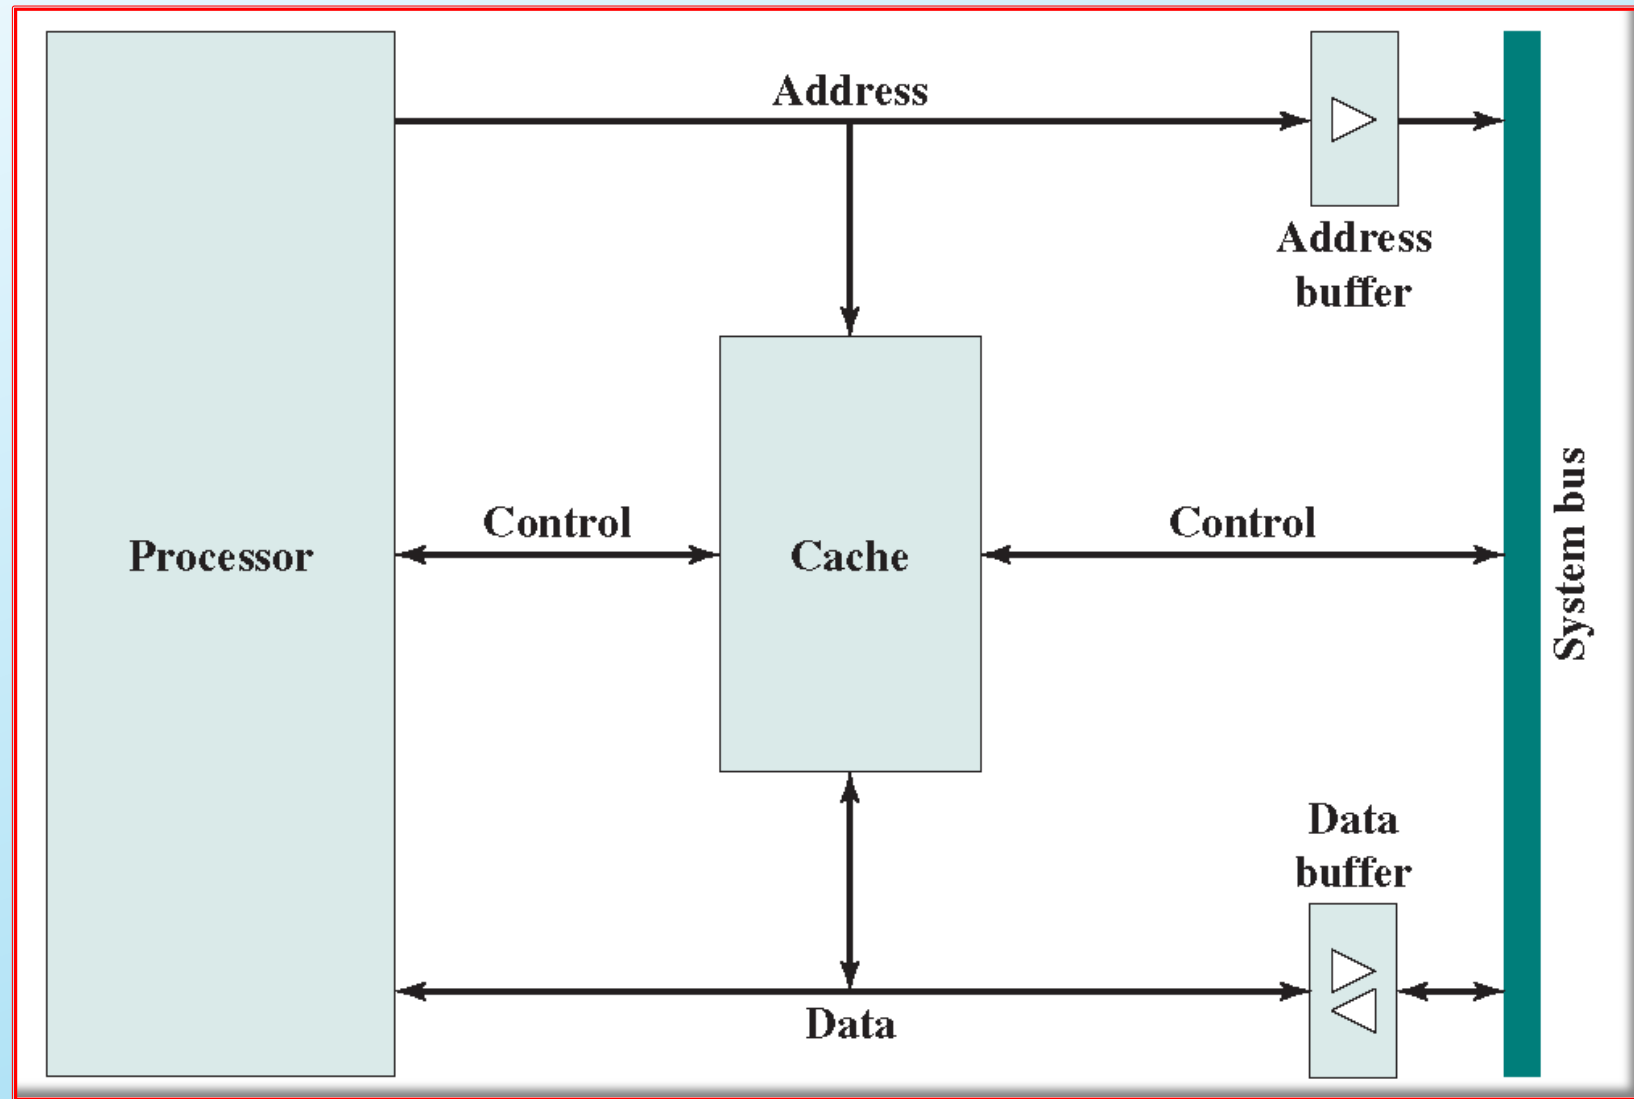 Address
Address
buffer
Control
Control
Processor
Cache
System bus
Data
buffer
Data